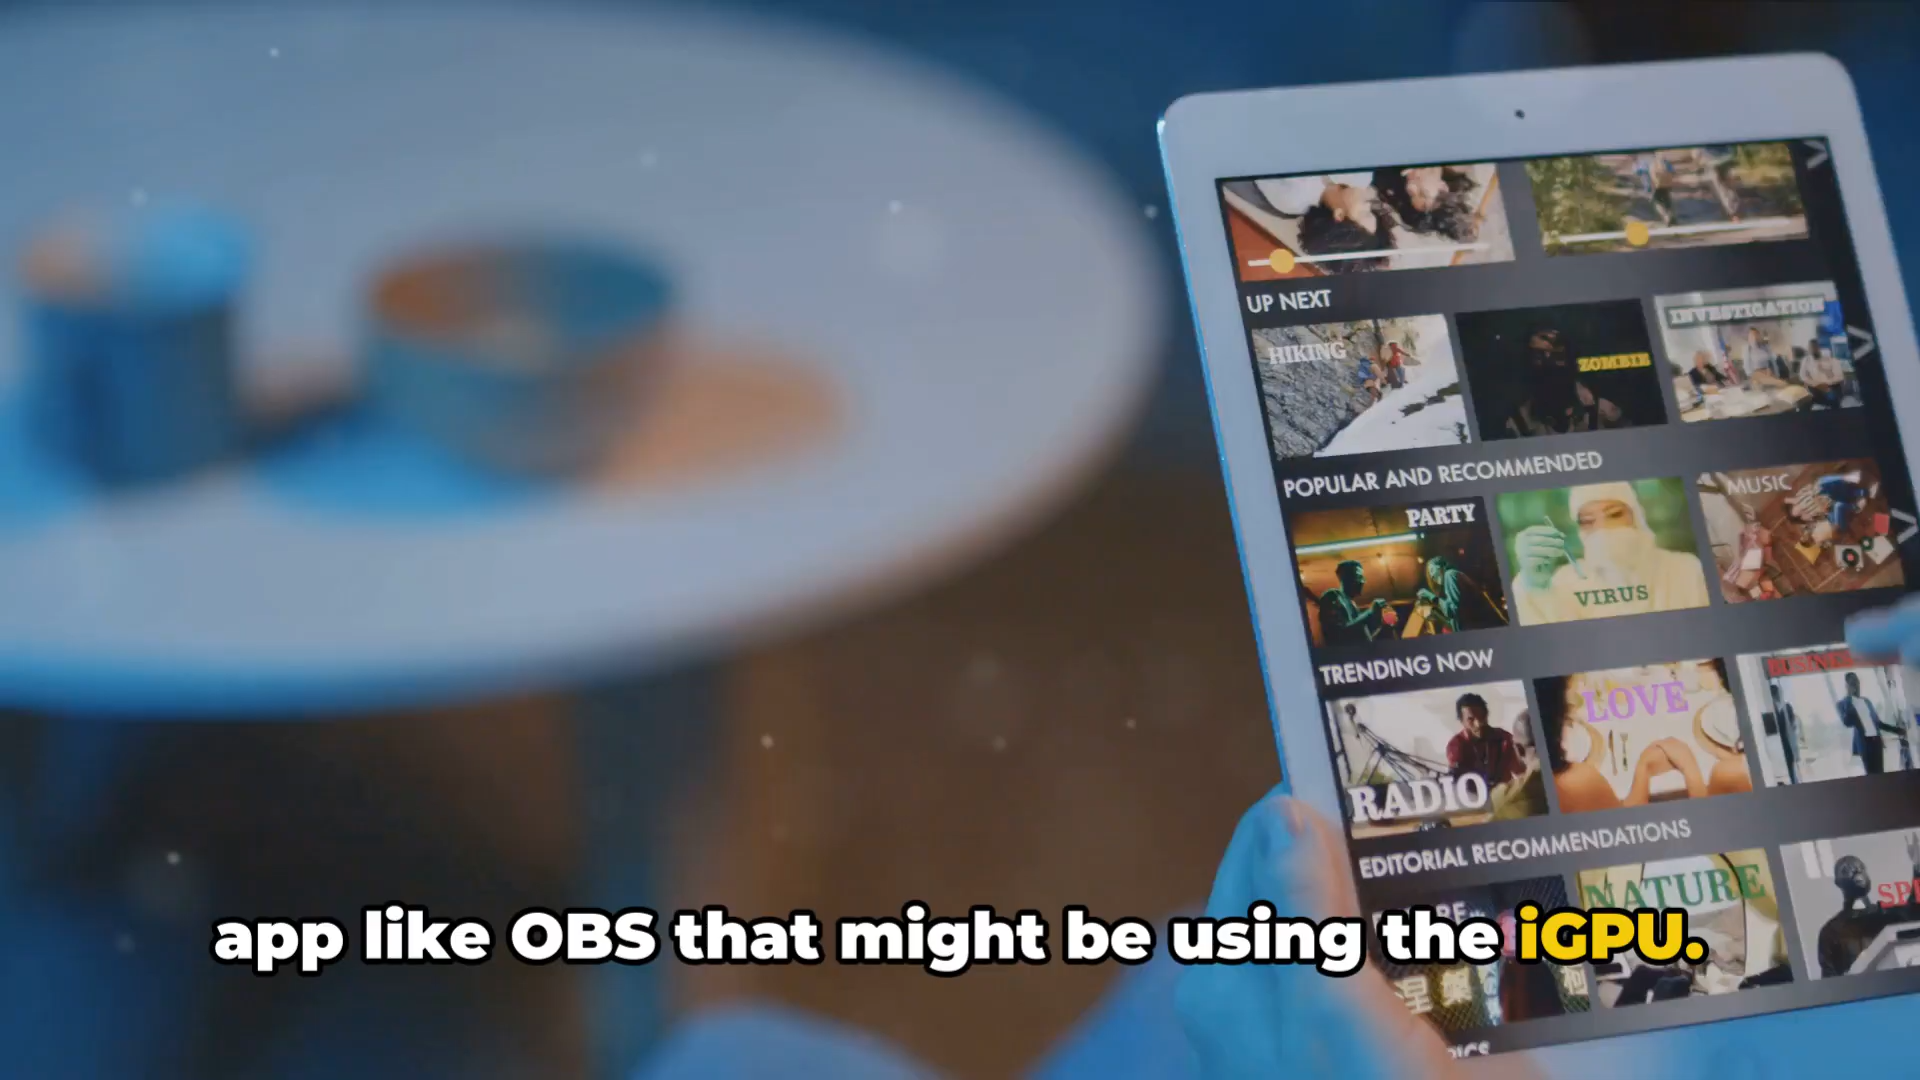 UP NEXT
HIKING
ZOMBIE
INVESTIGATION
POPULAR AND RECOMMENDED
PARTY
VIRUS
MUSIC
TRENDING NOW
RADIO
LOVE
EDITORIAL RECOMMENDATIONS
NATURE
app like OBS that might be using the iGPU.